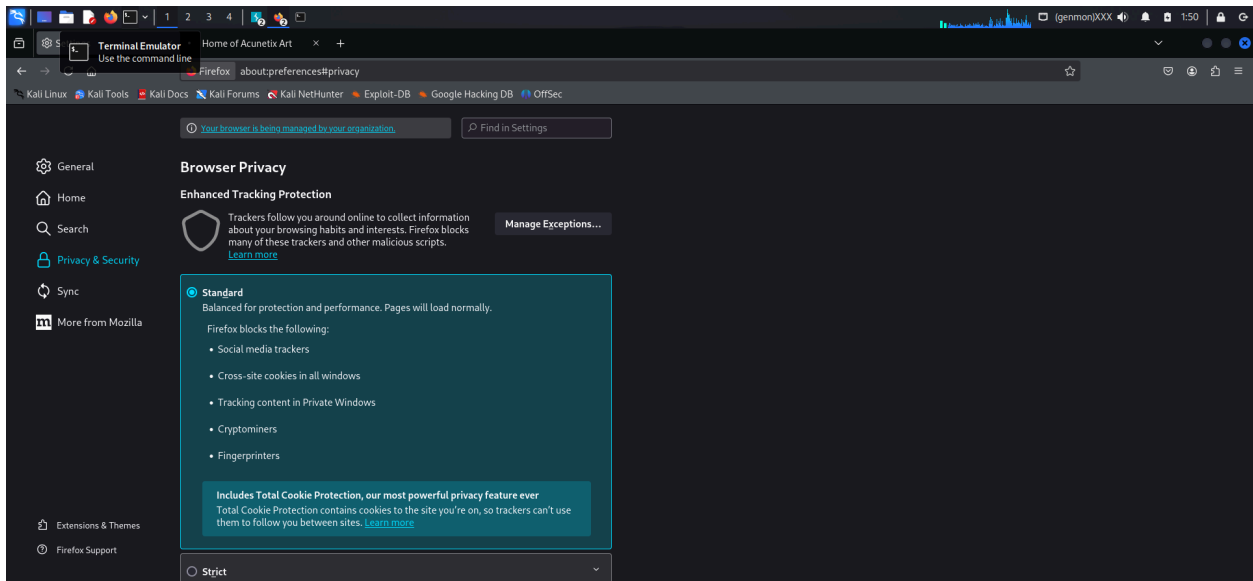 1 2 3 4
(genmon)XXX
1:50
Terminal Emulator
Use the command line
Home of Acunetix Art
Firefox about:preferences#privacy
Kali Linux Kali Tools Kali Docs Kali Forums Kali NetHunter Exploit-DB Google Hacking DB OffSec
Your browser is being managed by your organization.
Find in Settings
General
Home
Search
Privacy & Security
Sync
More from Mozilla
Extensions & Themes
Firefox Support
Browser Privacy
Enhanced Tracking Protection
Trackers follow you around online to collect information
about your browsing habits and interests. Firefox blocks
many of these trackers and other malicious scripts.
Learn more
Manage Exceptions...
Standard
Balanced for protection and performance. Pages will load normally.
Firefox blocks the following:
• Social media trackers
• Cross-site cookies in all windows
• Tracking content in Private Windows
• Cryptominers
• Fingerprinters
Includes Total Cookie Protection, our most powerful privacy feature ever
Total Cookie Protection contains cookies to the site you're on, so trackers can't use
them to follow you between sites. Learn more
Strict